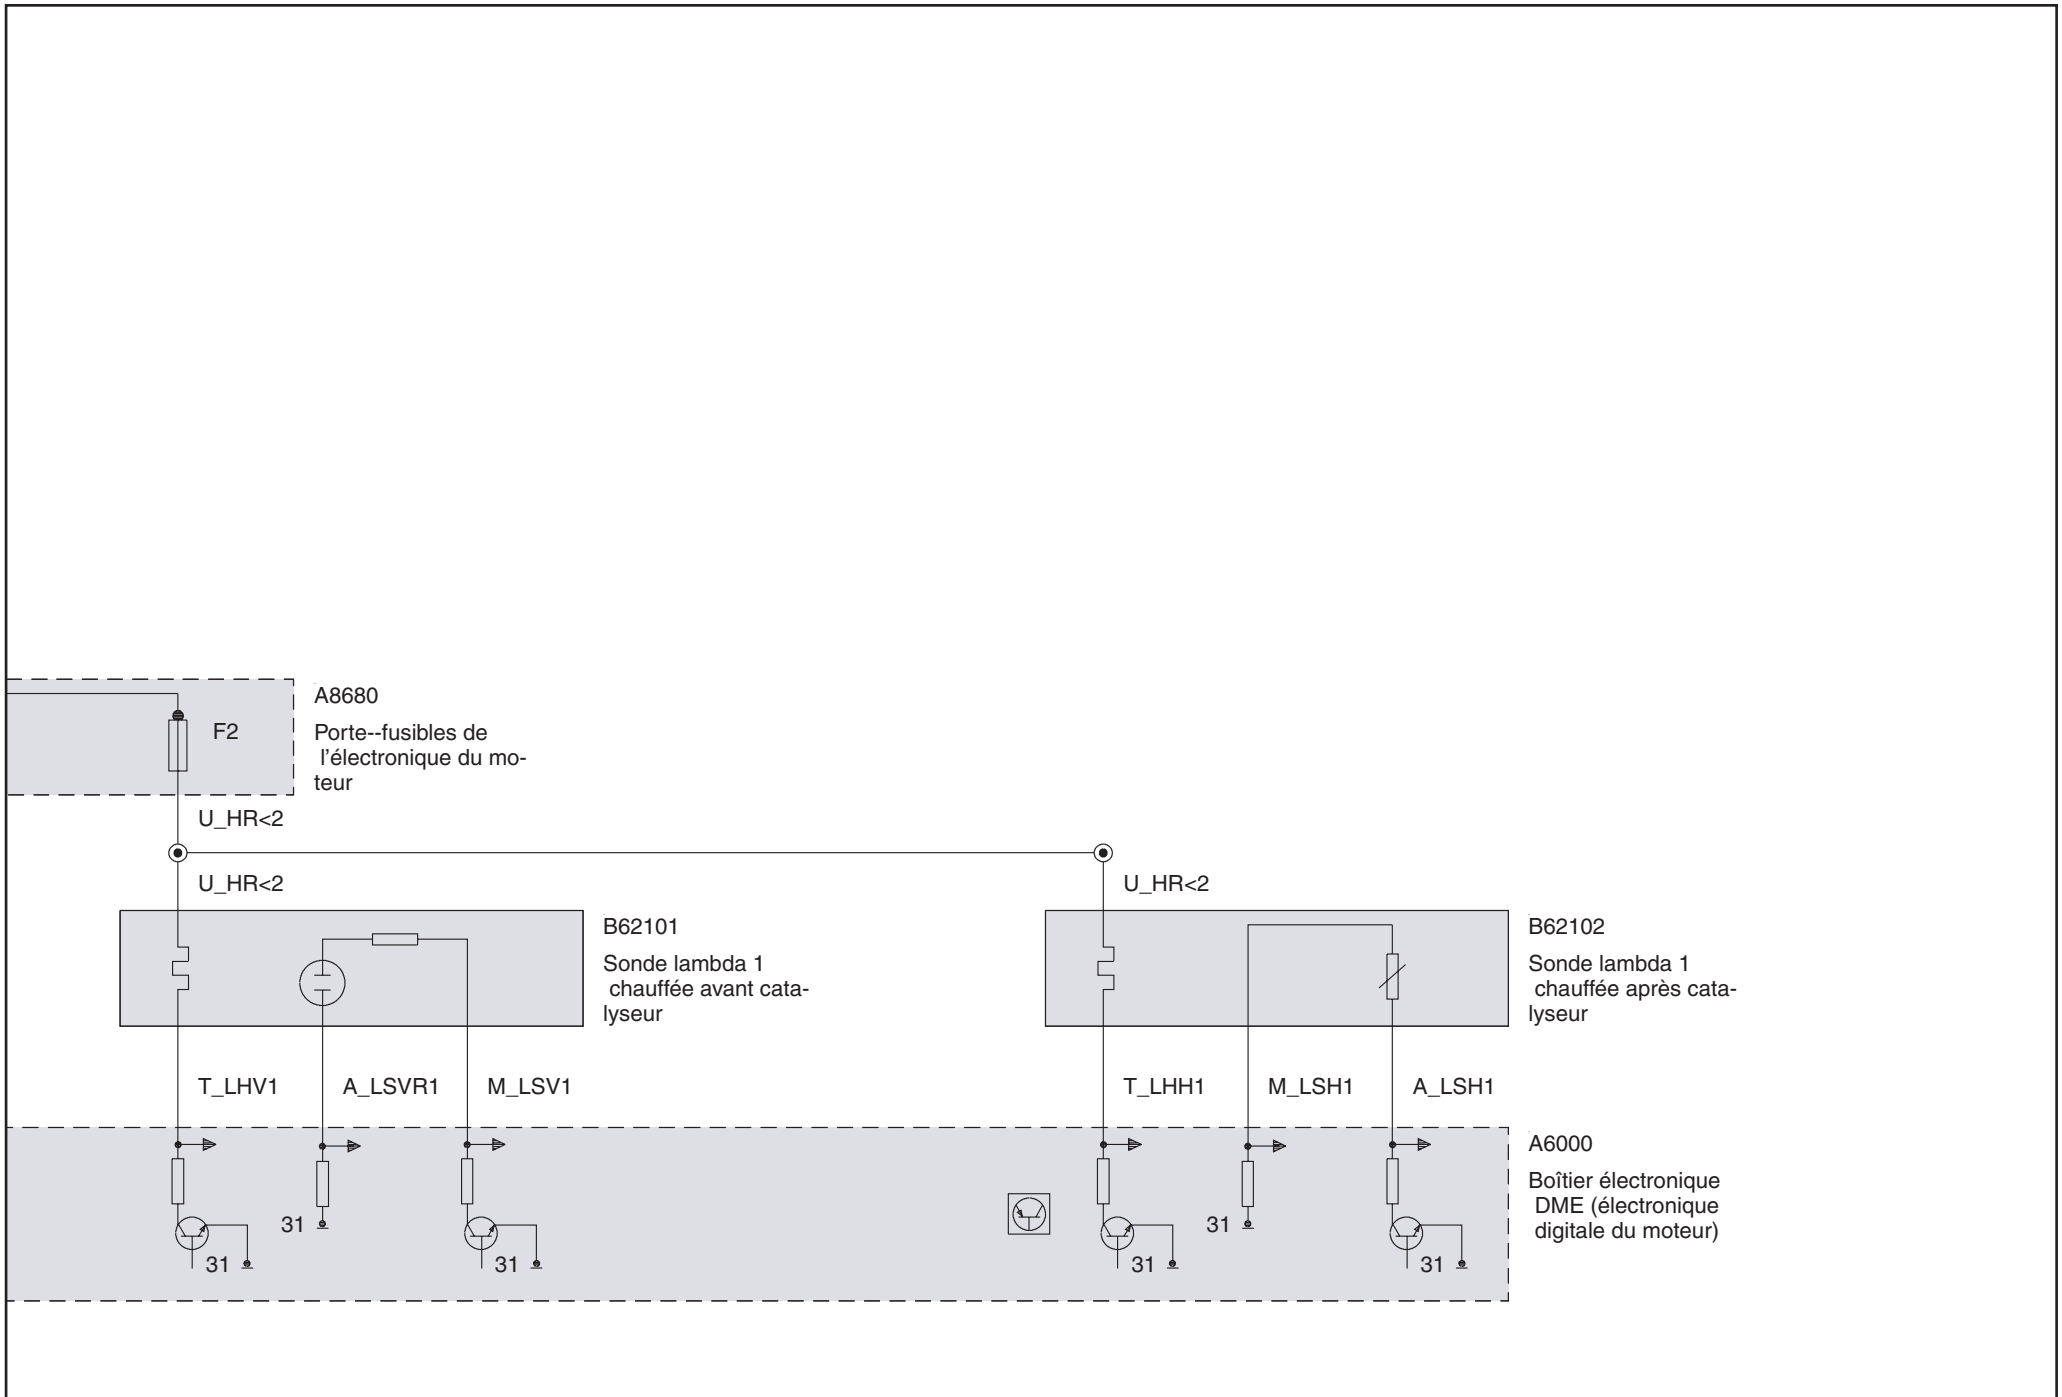 A8680
F2
Porte--fusibles de
l'électronique du mo-
teur
U_HR<2
U_HR<2
U_HR<2
B62101
Sonde lambda 1
chauffée avant cata-
lyseur
B62102
Sonde lambda 1
chauffée après cata-
lyseur
T_LHV1
A_LSVR1
M_LSV1
T_LHH1
M_LSH1
A_LSH1
A6000
Boîtier électronique
DME (électronique
digitale du moteur)
31
31
31
31
31
31